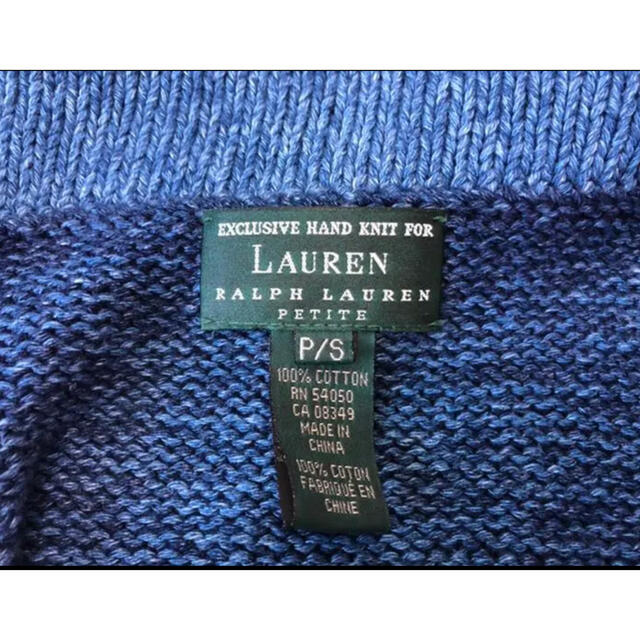 EXCLUSIVE HAND KNIT FOR
LAUREN
RALPH LAUREN
PETITE
P/S
100% COTTON
RN 54050
CA 08349
MADE IN
CHINA
100% COTON
FABRIQUÉ EN
CHINE